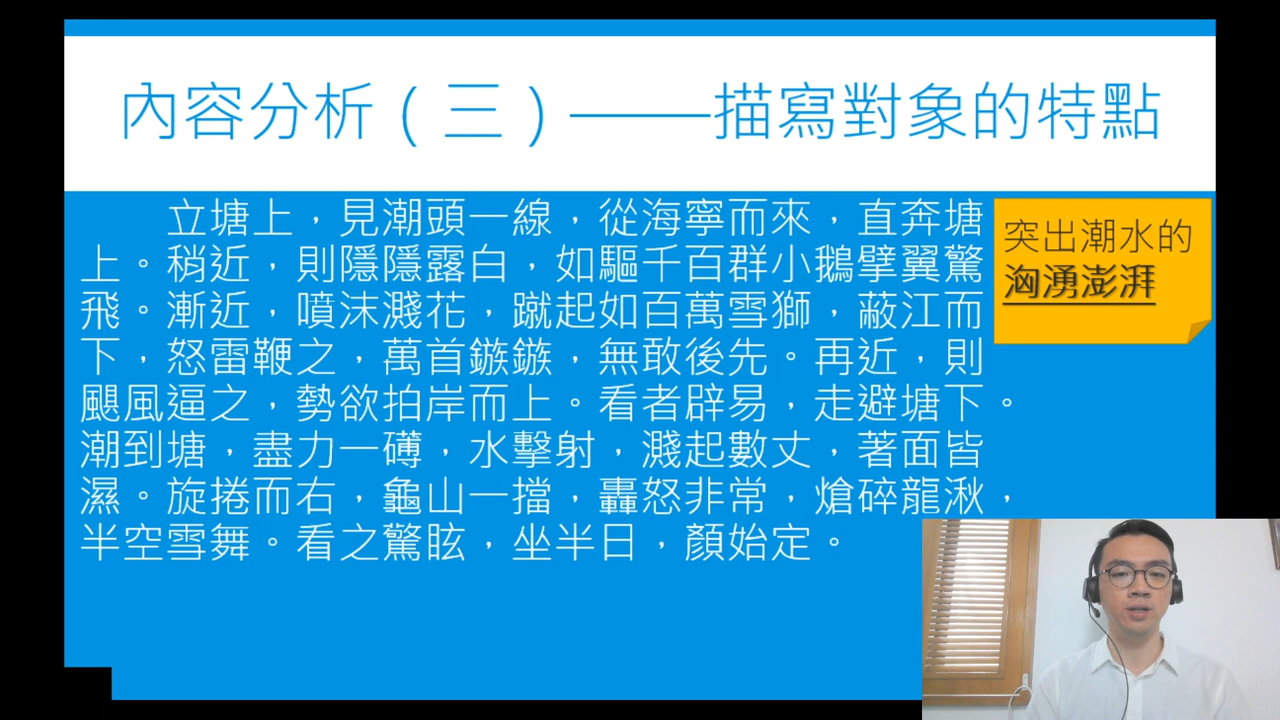 內容分析（三）——描寫對象的特點
立塘上，見潮頭一線，從海寧而來，直奔塘
上。稍近，則隱隱露白，如驅千百群小鵝擘翼驚
飛。漸近，噴沫濺花，蹴起如百萬雪獅，蔽江而
下，怒雷鞭之，萬首鏃鏃，無敢後先。再近，則
颶風逼之，勢欲拍岸而上。看者辟易，走避塘下。
潮到塘，盡力一礡，水擊射，濺起數丈，著面皆
濕。旋捲而右，龜山一擋，轟怒非常，熗碎龍湫，
半空雪舞。看之驚眩，坐半日，顏始定。
突出潮水的
洶湧澎湃